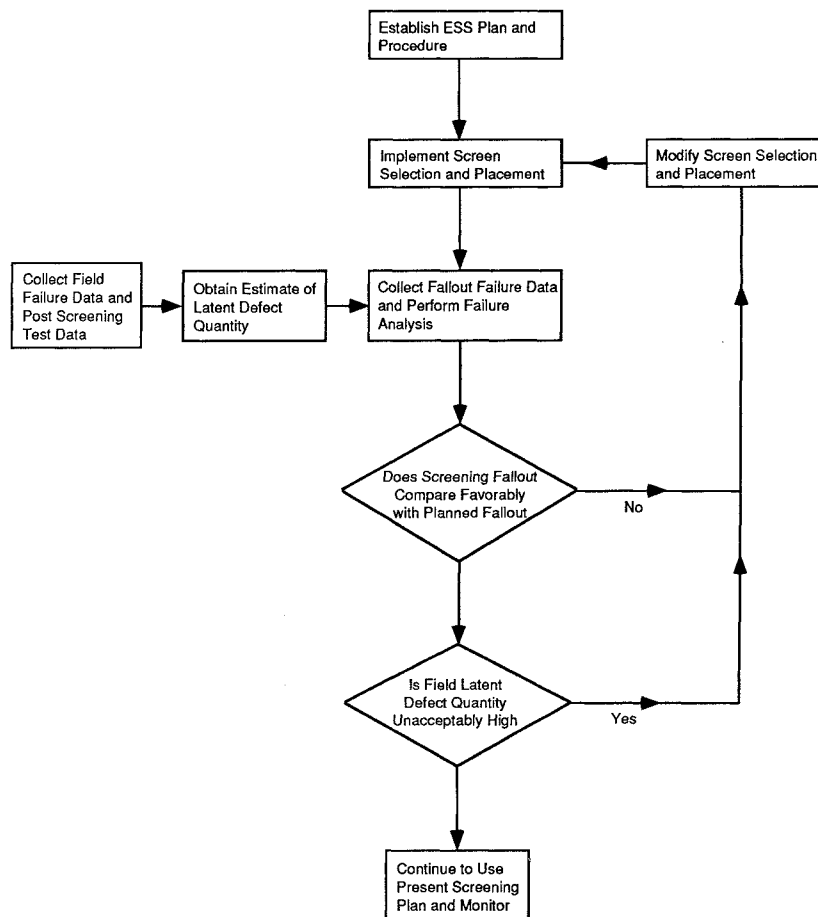 Establish ESS Plan and
Procedure
Implement Screen
Selection and Placement
Modify Screen Selection
and Placement
Collect Field
Failure Data and
Post Screening
Test Data
Obtain Estimate of
Latent Defect
Quantity
Collect Fallout Failure Data
and Perform Failure
Analysis
Does Screening Fallout
Compare Favorably
with Planned Fallout
No
Is Field Latent
Defect Quantity
Unacceptably High
Yes
Continue to Use
Present Screening
Plan and Monitor